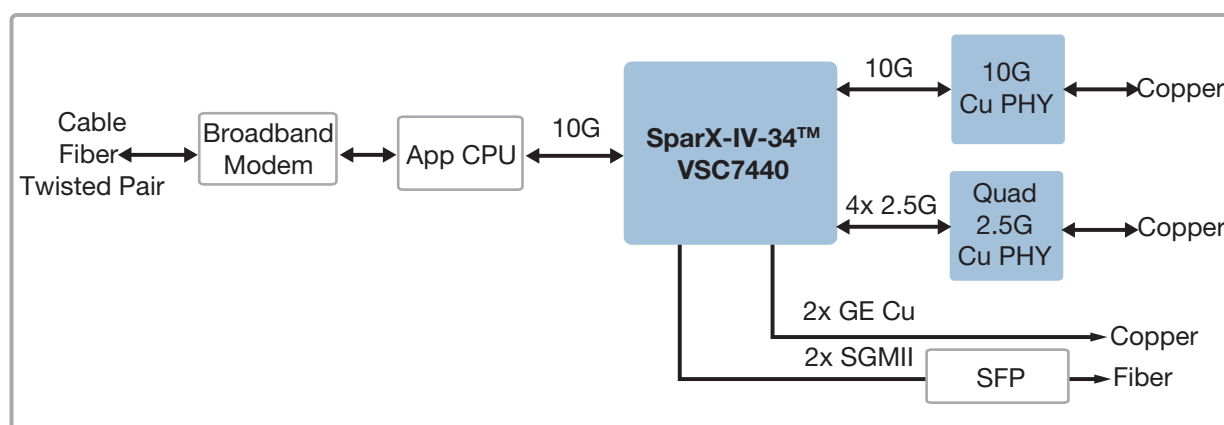 Cable
Fiber
Twisted Pair
Broadband
Modem
App CPU
10G
SparX-IV-34™
VSC7440
10G
10G
Cu PHY
Copper
4x 2.5G
Quad
2.5G
Cu PHY
Copper
2x GE Cu
Copper
2x SGMII
SFP
Fiber